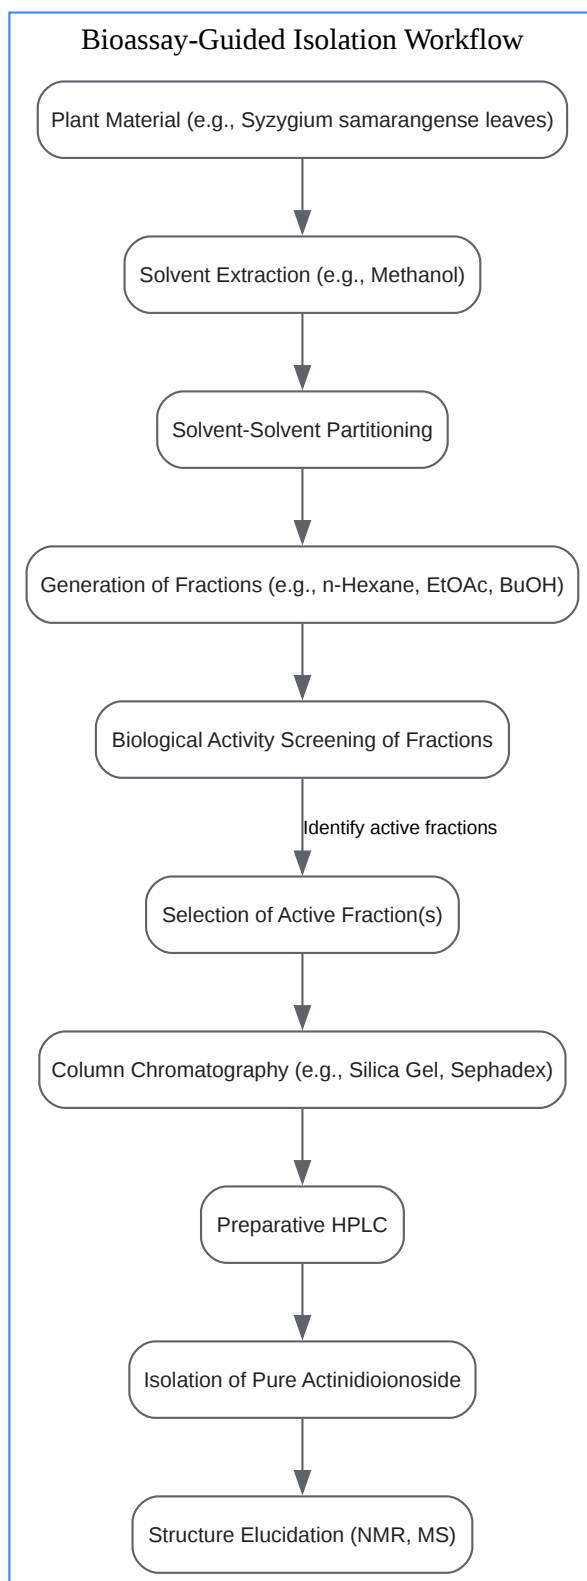 Bioassay-Guided Isolation Workflow
Plant Material (e.g., Syzygium samarangense leaves)
Solvent Extraction (e.g., Methanol)
Solvent-Solvent Partitioning
Generation of Fractions (e.g., n-Hexane, EtOAc, BuOH)
Biological Activity Screening of Fractions
Identify active fractions
Selection of Active Fraction(s)
Column Chromatography (e.g., Silica Gel, Sephadex)
Preparative HPLC
Isolation of Pure Actinidioionoside
Structure Elucidation (NMR, MS)